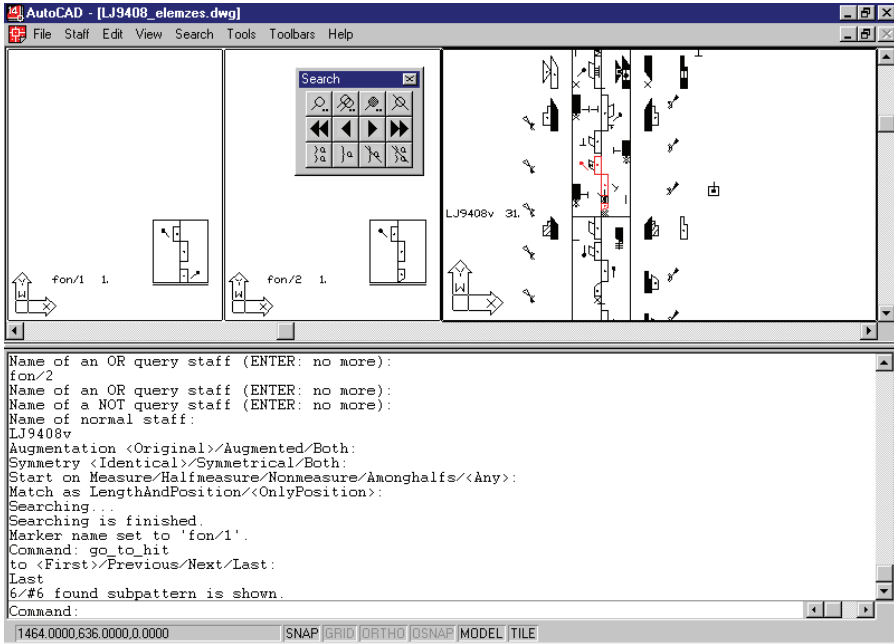 AutoCAD - [LJ9408_elemzes.dwg]
File Staff Edit View Search Tools Toolbars Help
Search
LJ9408v 31.
fon/1 1.
fon/2 1.
W
X
W
X
W
X
Name of an OR query staff (ENTER: no more):
fon/2
Name of an OR query staff (ENTER: no more):
Name of a NOT query staff (ENTER: no more):
Name of normal staff:
LJ9408v
Augmentation <Original>/Augmented/Both:
Symmetry <Identical>/Symmetrical/Both:
Start on Measure/Halfmeasure/Nonmeasure/Amonghalfs/<Any>:
Match as LengthAndPosition/<OnlyPosition>:
Searching...
Searching is finished.
Marker name set to 'fon/1'.
Command: go_to_hit
to <First>/Previous/Next/Last:
Last
6/#6 found subpattern is shown.
Command:
1464.0000,636.0000,0.0000 SNAP GRID ORTHO OSNAP MODEL TILE